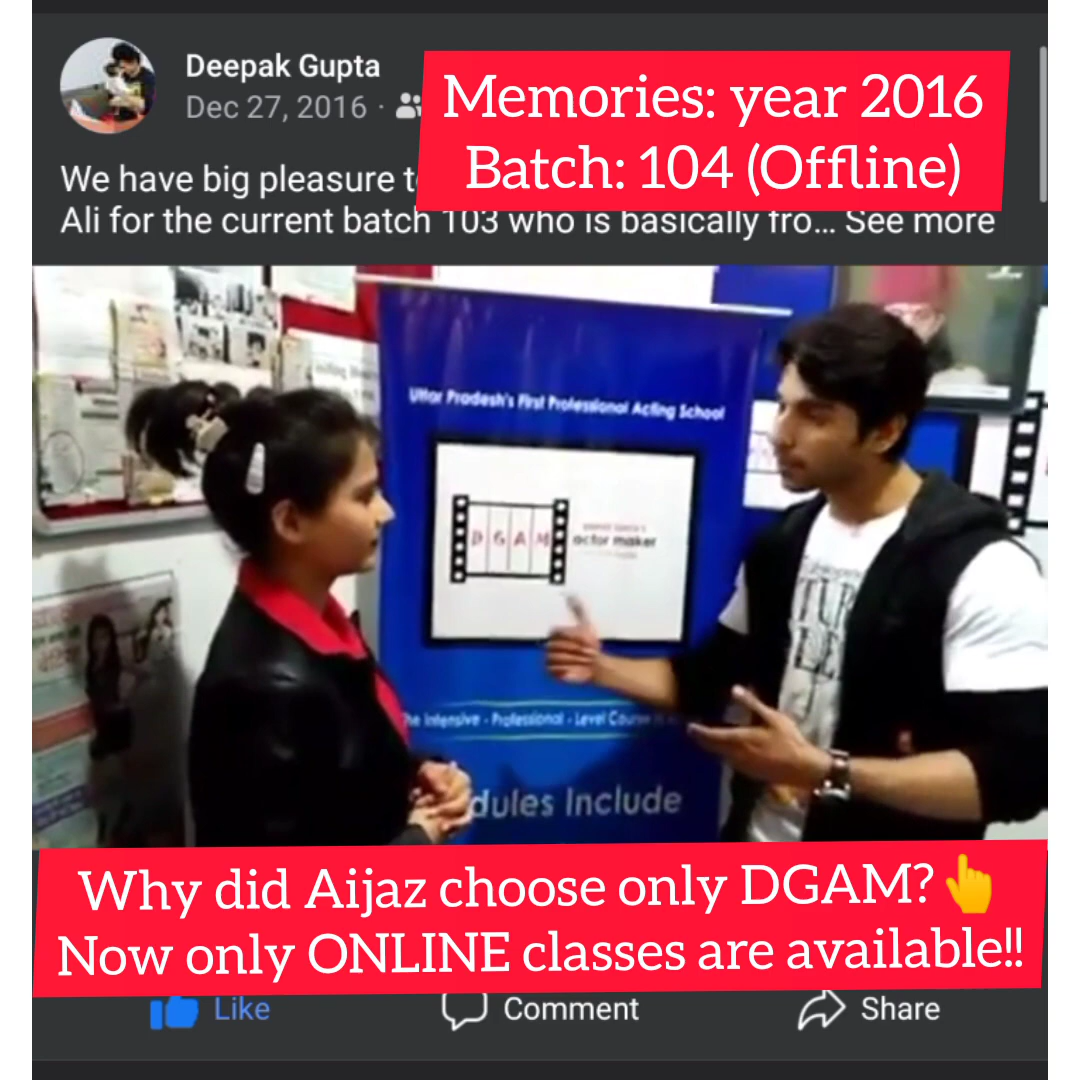 Deepak Gupta
Dec 27, 2016 ·
Memories: year 2016
Batch: 104 (Offline)
We have big pleasure
Ali for the current batch 103 who is basically fro... See more
Uttar Pradesh's First Professional Acting School
DGAM
actor maker
Intensive - Professional - Level
dules Include
Why did Aijaz choose only DGAM?👆
Now only ONLINE classes are available!!
Like
Comment
Share